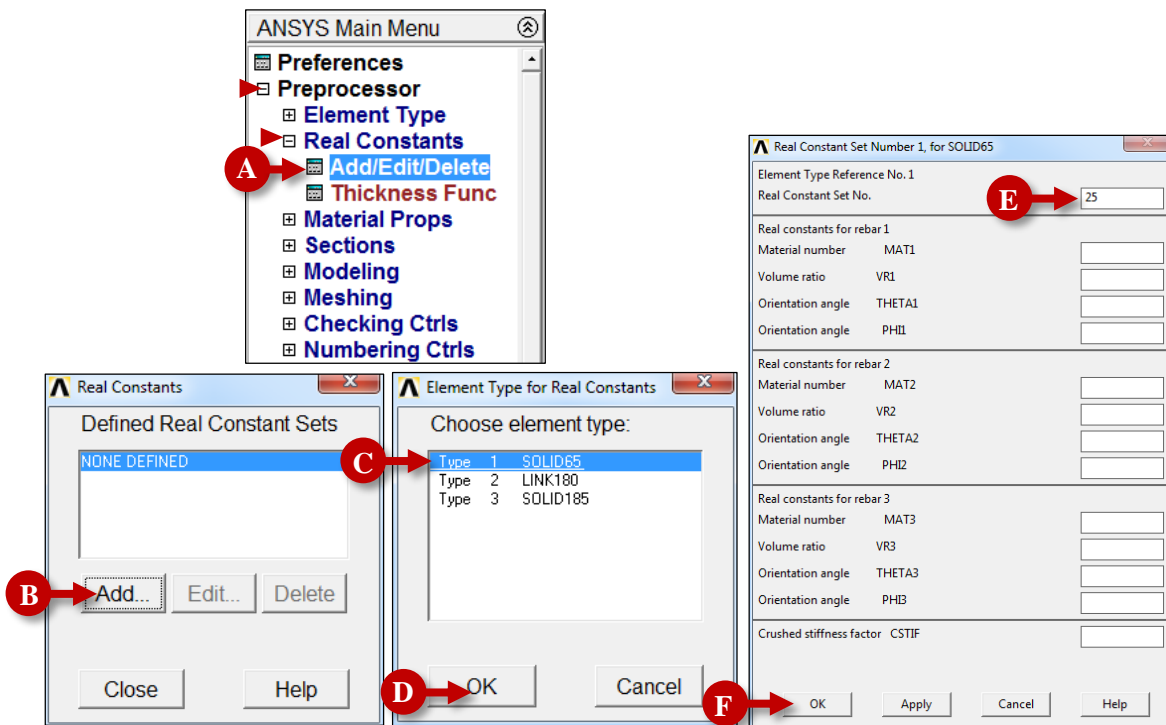 ANSYS Main Menu
Preferences
Preprocessor
Element Type
Real Constants
A
Add/Edit/Delete
Thickness Func
Material Props
Sections
Modeling
Meshing
Checking Ctrls
Numbering Ctrls
Real Constants
Defined Real Constant Sets
NONE DEFINED
B
Add... Edit... Delete
Close Help
Element Type for Real Constants
Choose element type:
C
Type 1 SOLID65
Type 2 LINK180
Type 3 SOLID185
D
OK Cancel
Real Constant Set Number 1, for SOLID65
Element Type Reference No. 1
Real Constant Set No. E 25
Real constants for rebar 1
Material number MAT1
Volume ratio VR1
Orientation angle THETA1
Orientation angle PHI1
Real constants for rebar 2
Material number MAT2
Volume ratio VR2
Orientation angle THETA2
Orientation angle PHI2
Real constants for rebar 3
Material number MAT3
Volume ratio VR3
Orientation angle THETA3
Orientation angle PHI3
Crushed stiffness factor CSTIF
F
OK Apply Cancel Help